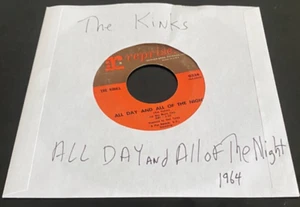 The Kinks
reprise
THE KINKS
ALL DAY AND ALL OF THE NIGHT
ALL DAY and All of The Night
1964